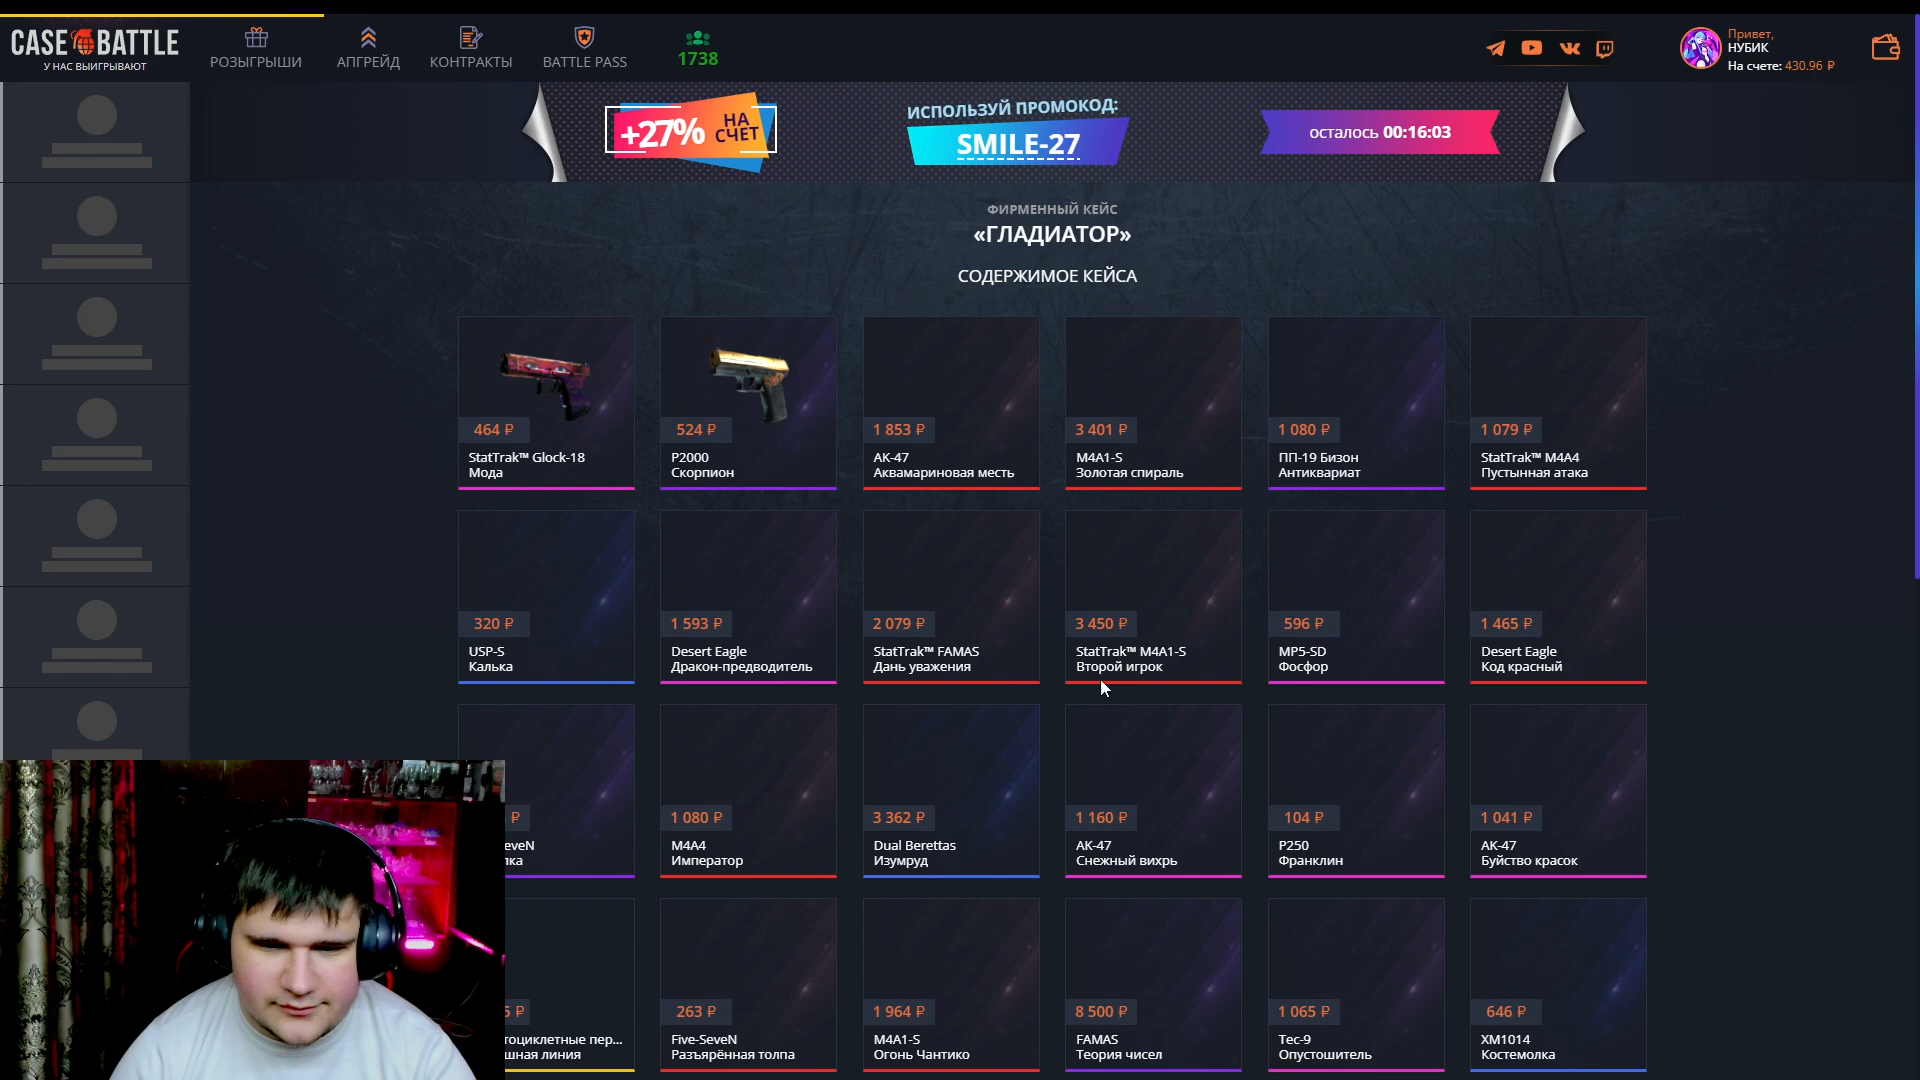 CASE BATTLE
У НАС ВЫИГРЫВАЮТ
РОЗЫГРЫШИ
АПГРЕЙД
КОНТРАКТЫ
BATTLE PASS
1738
Привет,
НУБИК
На счете: 430.96 ₽
+27% НА СЧЕТ
ИСПОЛЬЗУЙ ПРОМОКОД:
SMILE-27
осталось 00:16:03
ФИРМЕННЫЙ КЕЙС
«ГЛАДИАТОР»
СОДЕРЖИМОЕ КЕЙСА
464 ₽
StatTrak™ Glock-18
Мода
524 ₽
P2000
Скорпион
1 853 ₽
AK-47
Аквамариновая месть
3 401 ₽
M4A1-S
Золотая спираль
1 080 ₽
ПП-19 Бизон
Антиквариат
1 079 ₽
StatTrak™ M4A4
Пустынная атака
320 ₽
USP-S
Калька
1 593 ₽
Desert Eagle
Дракон-предводитель
2 079 ₽
StatTrak™ FAMAS
Дань уважения
3 450 ₽
StatTrak™ M4A1-S
Второй игрок
596 ₽
MP5-SD
Фосфор
1 465 ₽
Desert Eagle
Код красный
₽
eveN
1 080 ₽
M4A4
Император
3 362 ₽
Dual Berettas
Изумруд
1 160 ₽
AK-47
Снежный вихрь
104 ₽
P250
Франклин
1 041 ₽
AK-47
Буйство красок
₽
тоциклетные пер...
шная линия
263 ₽
Five-SeveN
Разъярённая толпа
1 964 ₽
M4A1-S
Огонь Чантико
8 500 ₽
FAMAS
Теория чисел
1 065 ₽
Tec-9
Опустошитель
646 ₽
XM1014
Костемолка